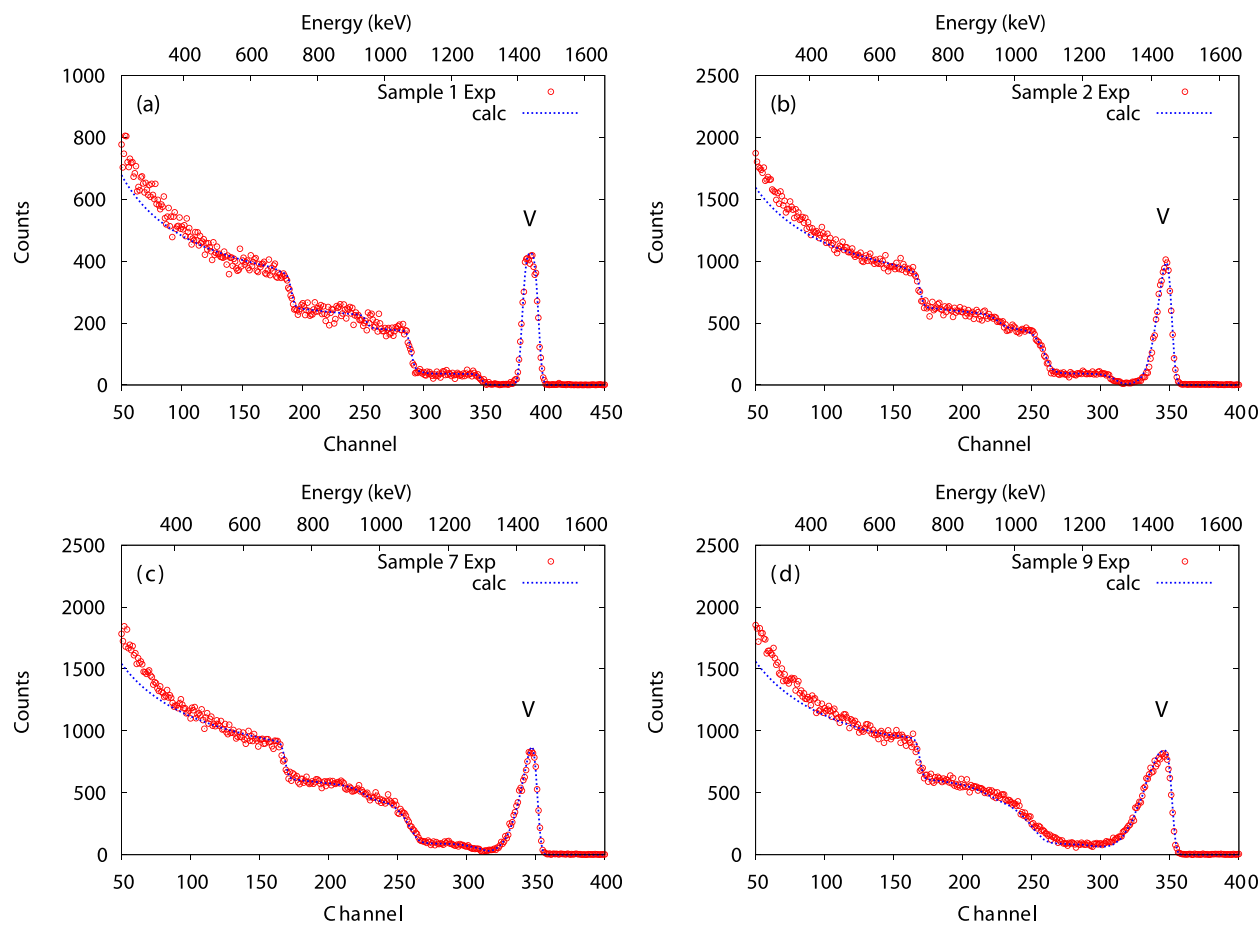 Energy (keV)
400 600 800 1000 1200 1400 1600
1000
800
600
400
200
0
Counts
(a)
Sample 1 Exp
calc
V
50 100 150 200 250 300 350 400 450
Channel
Energy (keV)
400 600 800 1000 1200 1400 1600
2500
2000
1500
1000
500
0
Counts
(b)
Sample 2 Exp
calc
V
50 100 150 200 250 300 350 400
Channel
Energy (keV)
400 600 800 1000 1200 1400 1600
2500
2000
1500
1000
500
0
Counts
(c)
Sample 7 Exp
calc
V
50 100 150 200 250 300 350 400
Channel
Energy (keV)
400 600 800 1000 1200 1400 1600
2500
2000
1500
1000
500
0
Counts
(d)
Sample 9 Exp
calc
V
50 100 150 200 250 300 350 400
Channel